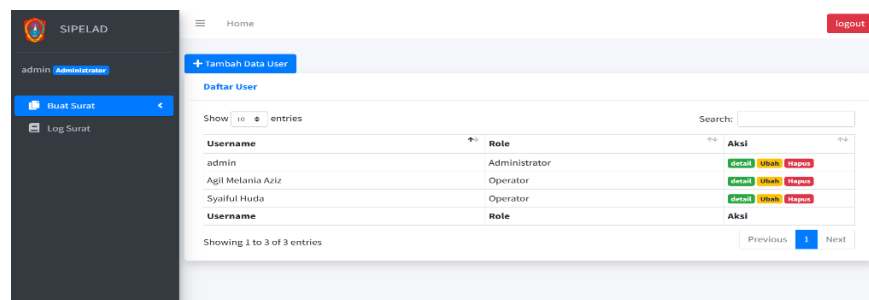 SIPELAD
Home
logout
admin Administrator
Buat Surat
Log Surat
+ Tambah Data User
Daftar User
Show 10 entries
Search:
Username Role Aksi
admin Administrator detail Ubah Hapus
Agil Melania Aziz Operator detail Ubah Hapus
Syaiful Huda Operator detail Ubah Hapus
Username Role Aksi
Showing 1 to 3 of 3 entries
Previous 1 Next